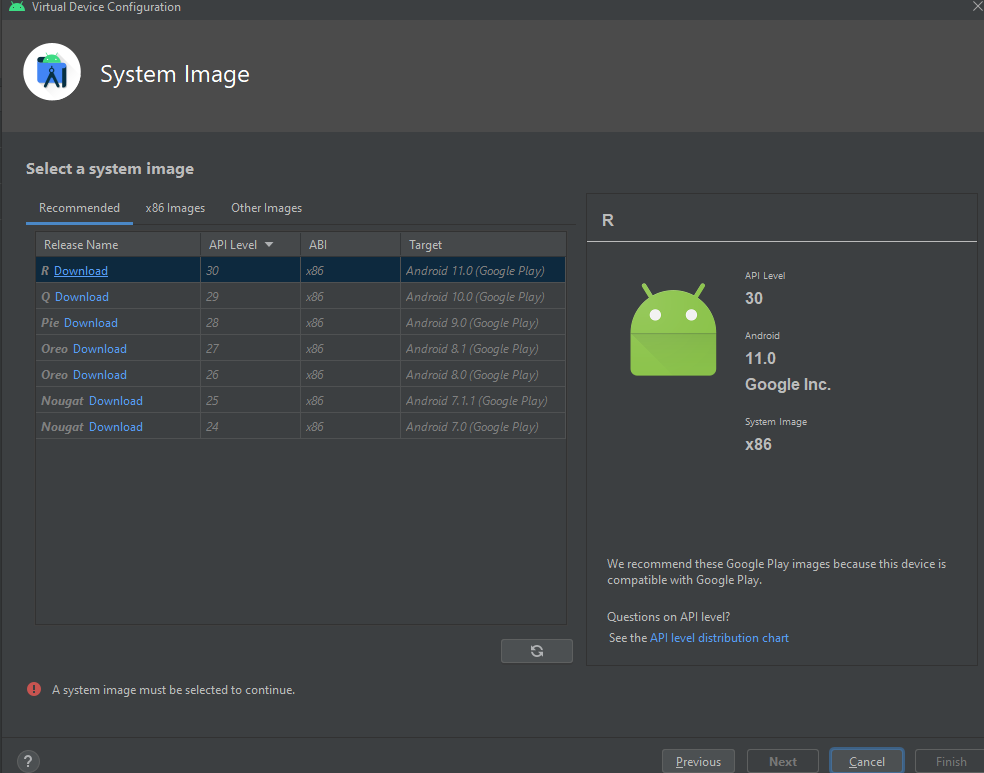 Virtual Device Configuration
System Image
Select a system image
Recommended x86 Images Other Images
Release Name API Level ABI Target
R Download 30 x86 Android 11.0 (Google Play)
Q Download 29 x86 Android 10.0 (Google Play)
Pie Download 28 x86 Android 9.0 (Google Play)
Oreo Download 27 x86 Android 8.1 (Google Play)
Oreo Download 26 x86 Android 8.0 (Google Play)
Nougat Download 25 x86 Android 7.1.1 (Google Play)
Nougat Download 24 x86 Android 7.0 (Google Play)
R
API Level
30
Android
11.0
Google Inc.
System Image
x86
We recommend these Google Play images because this device is
compatible with Google Play.
Questions on API level?
See the API level distribution chart
! A system image must be selected to continue.
? Previous Next Cancel Finish